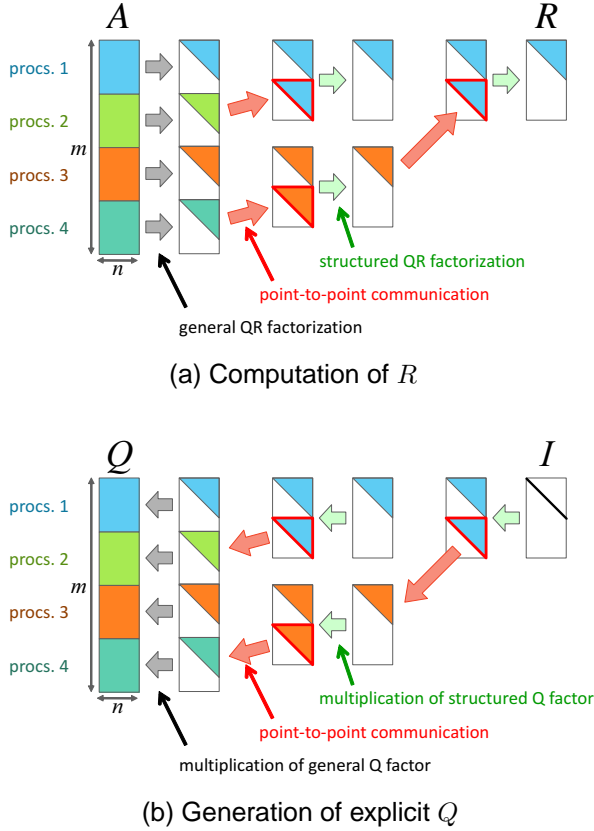 A R
procs. 1
procs. 2
m
procs. 3
procs. 4
n
structured QR factorization
point-to-point communication
general QR factorization
(a) Computation of R
Q I
procs. 1
procs. 2
m
procs. 3
procs. 4
n
multiplication of structured Q factor
point-to-point communication
multiplication of general Q factor
(b) Generation of explicit Q